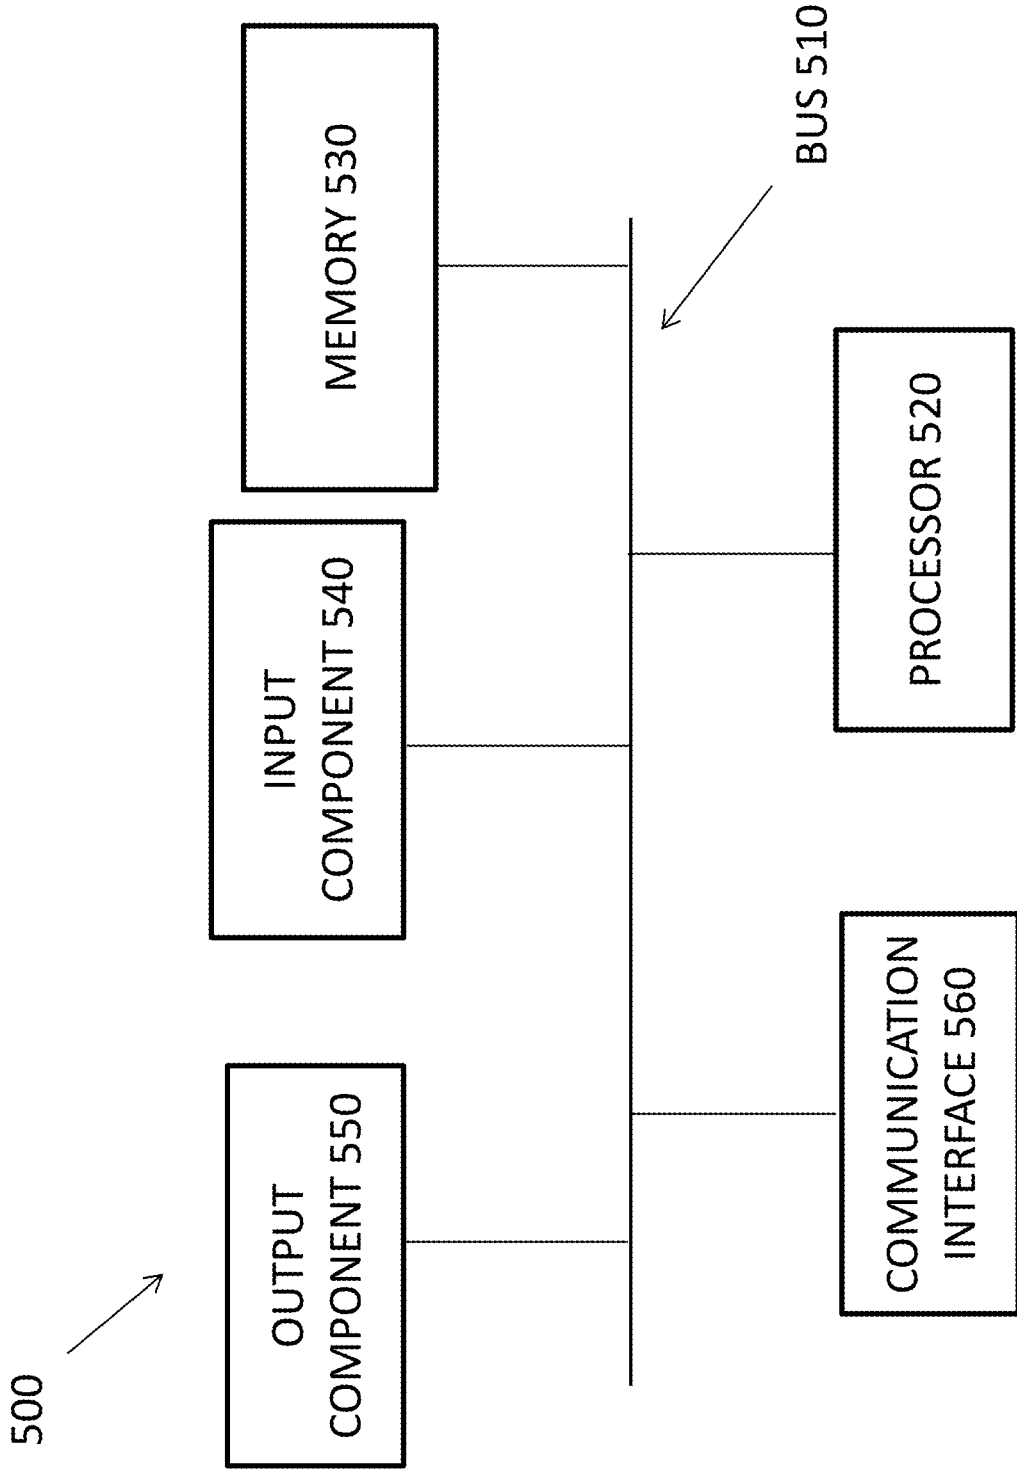 500
OUTPUT
COMPONENT 550
INPUT
COMPONENT 540
MEMORY 530
BUS 510
COMMUNICATION
INTERFACE 560
PROCESSOR 520